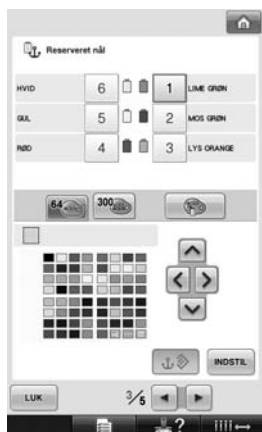 Reserveret nål
HVID 6 1 LIME GRØN
GUL 5 2 MOS GRØN
RØD 4 3 LYS ORANGE
64 300
INDSTIL
LUK 3/5
?